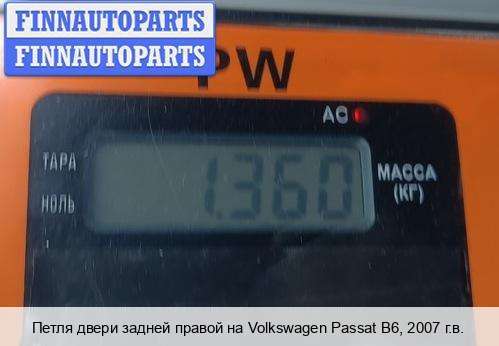 FINNAUTOPARTS
FINNAUTOPARTS
PW
AC
ТАРА
1.360
МАССА
(КГ)
НОЛЬ
Петля двери задней правой на Volkswagen Passat B6, 2007 г.в.